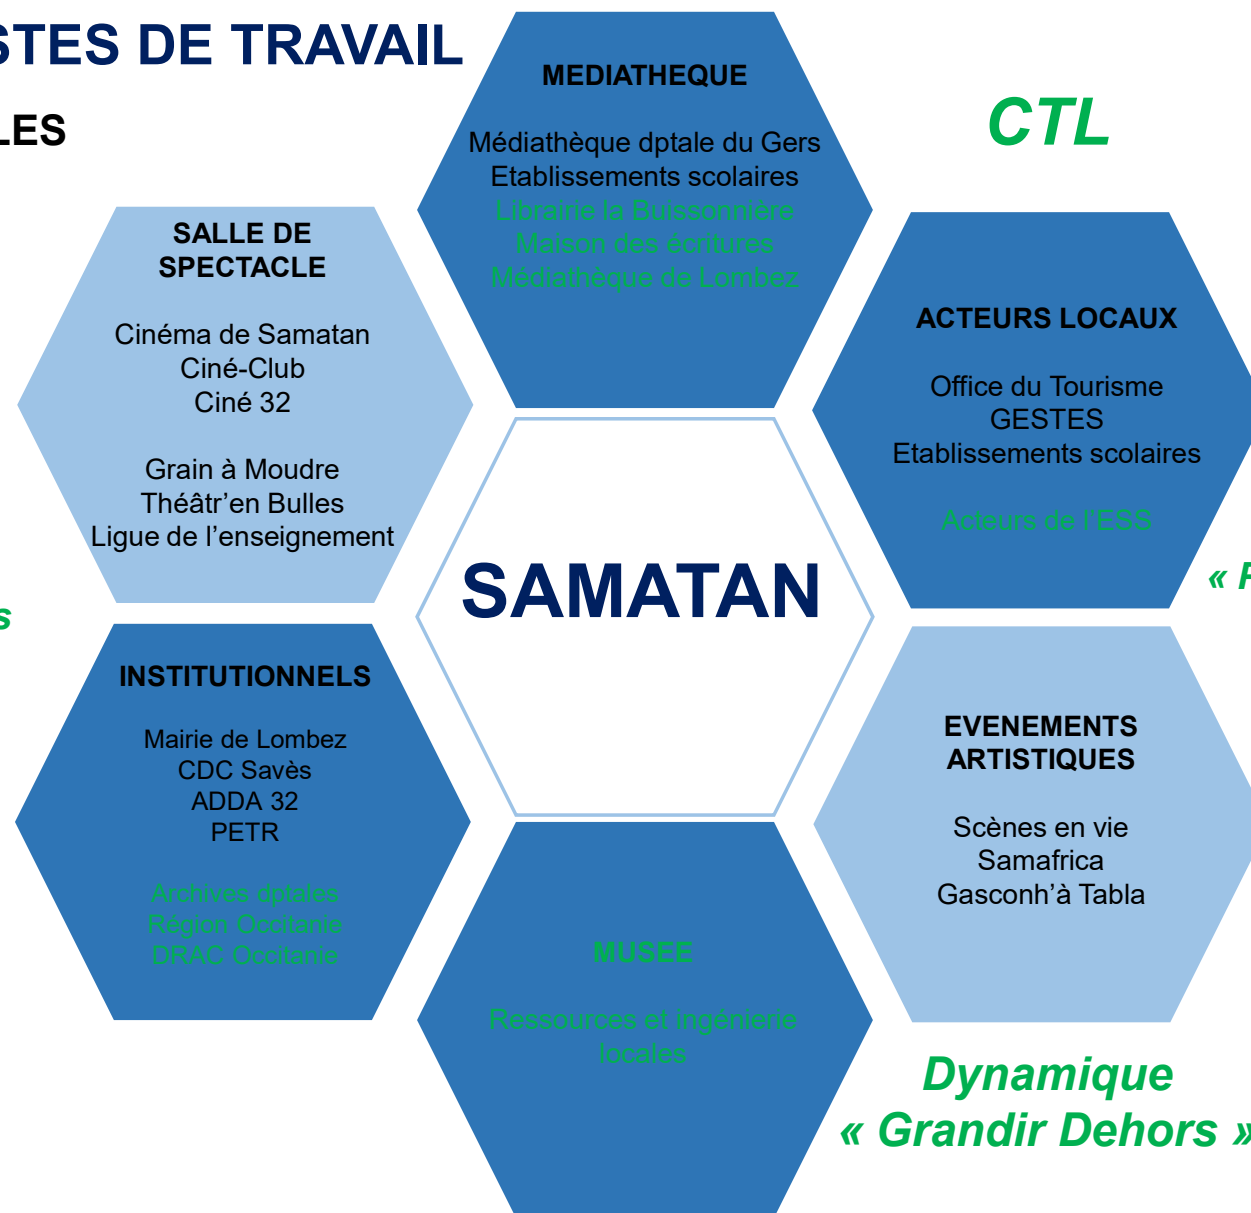 STES DE TRAVAIL
LES
MEDIATHEQUE
Médiathèque dptale du Gers
Etablissements scolaires
Librairie la Buissonnière
Maison des écritures
Médiathèque de Lombez
CTL
SALLE DE
SPECTACLE
Cinéma de Samatan
Ciné-Club
Ciné 32
Grain à Moudre
Théâtr’en Bulles
Ligue de l’enseignement
ACTEURS LOCAUX
Office du Tourisme
GESTES
Etablissements scolaires
Acteurs de l’ESS
SAMATAN
s
INSTITUTIONNELS
Mairie de Lombez
CDC Savès
ADDA 32
PETR
Archives dptales
Région Occitanie
DRAC Occitanie
EVENEMENTS
ARTISTIQUES
Scènes en vie
Samafrica
Gasconh’à Tabla
MUSEE
Ressources et ingénierie
locales
Dynamique
« Grandir Dehors »